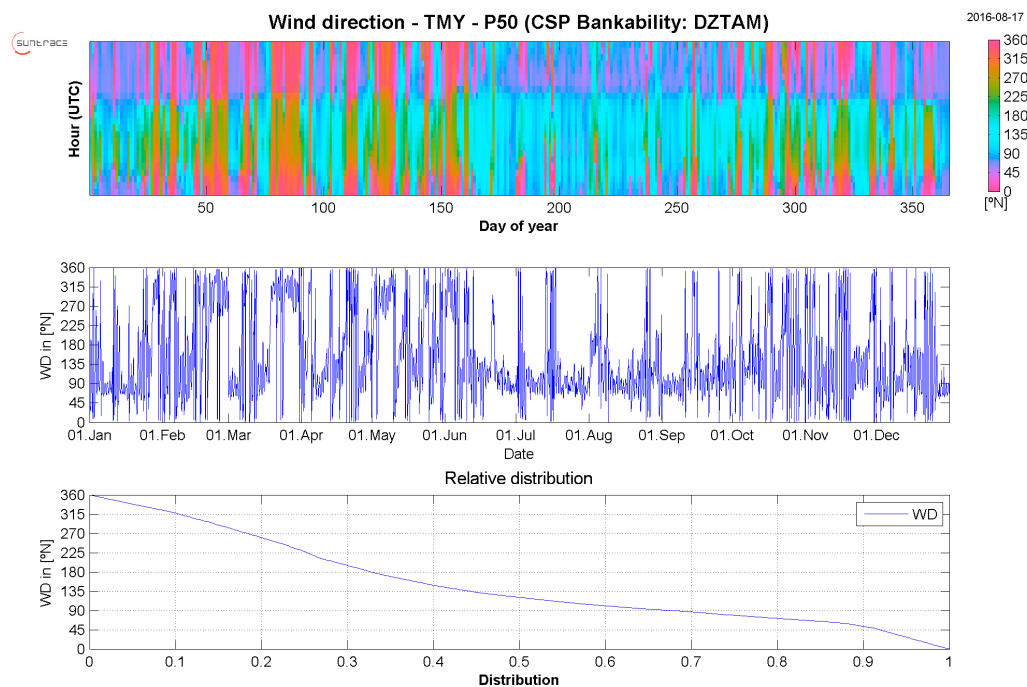 Wind direction - TMY - P50 (CSP Bankability: DZTAM)
2016-08-17
suntrace
Hour (UTC)
360
315
270
225
180
135
90
45
0
[ºN]
50 100 150 200 250 300 350
Day of year
WD in [ºN]
360
315
270
225
180
135
90
45
0
01.Jan 01.Feb 01.Mar 01.Apr 01.May 01.Jun 01.Jul 01.Aug 01.Sep 01.Oct 01.Nov 01.Dec
Date
Relative distribution
WD in [ºN]
360
315
270
225
180
135
90
45
0
WD
0 0.1 0.2 0.3 0.4 0.5 0.6 0.7 0.8 0.9 1
Distribution